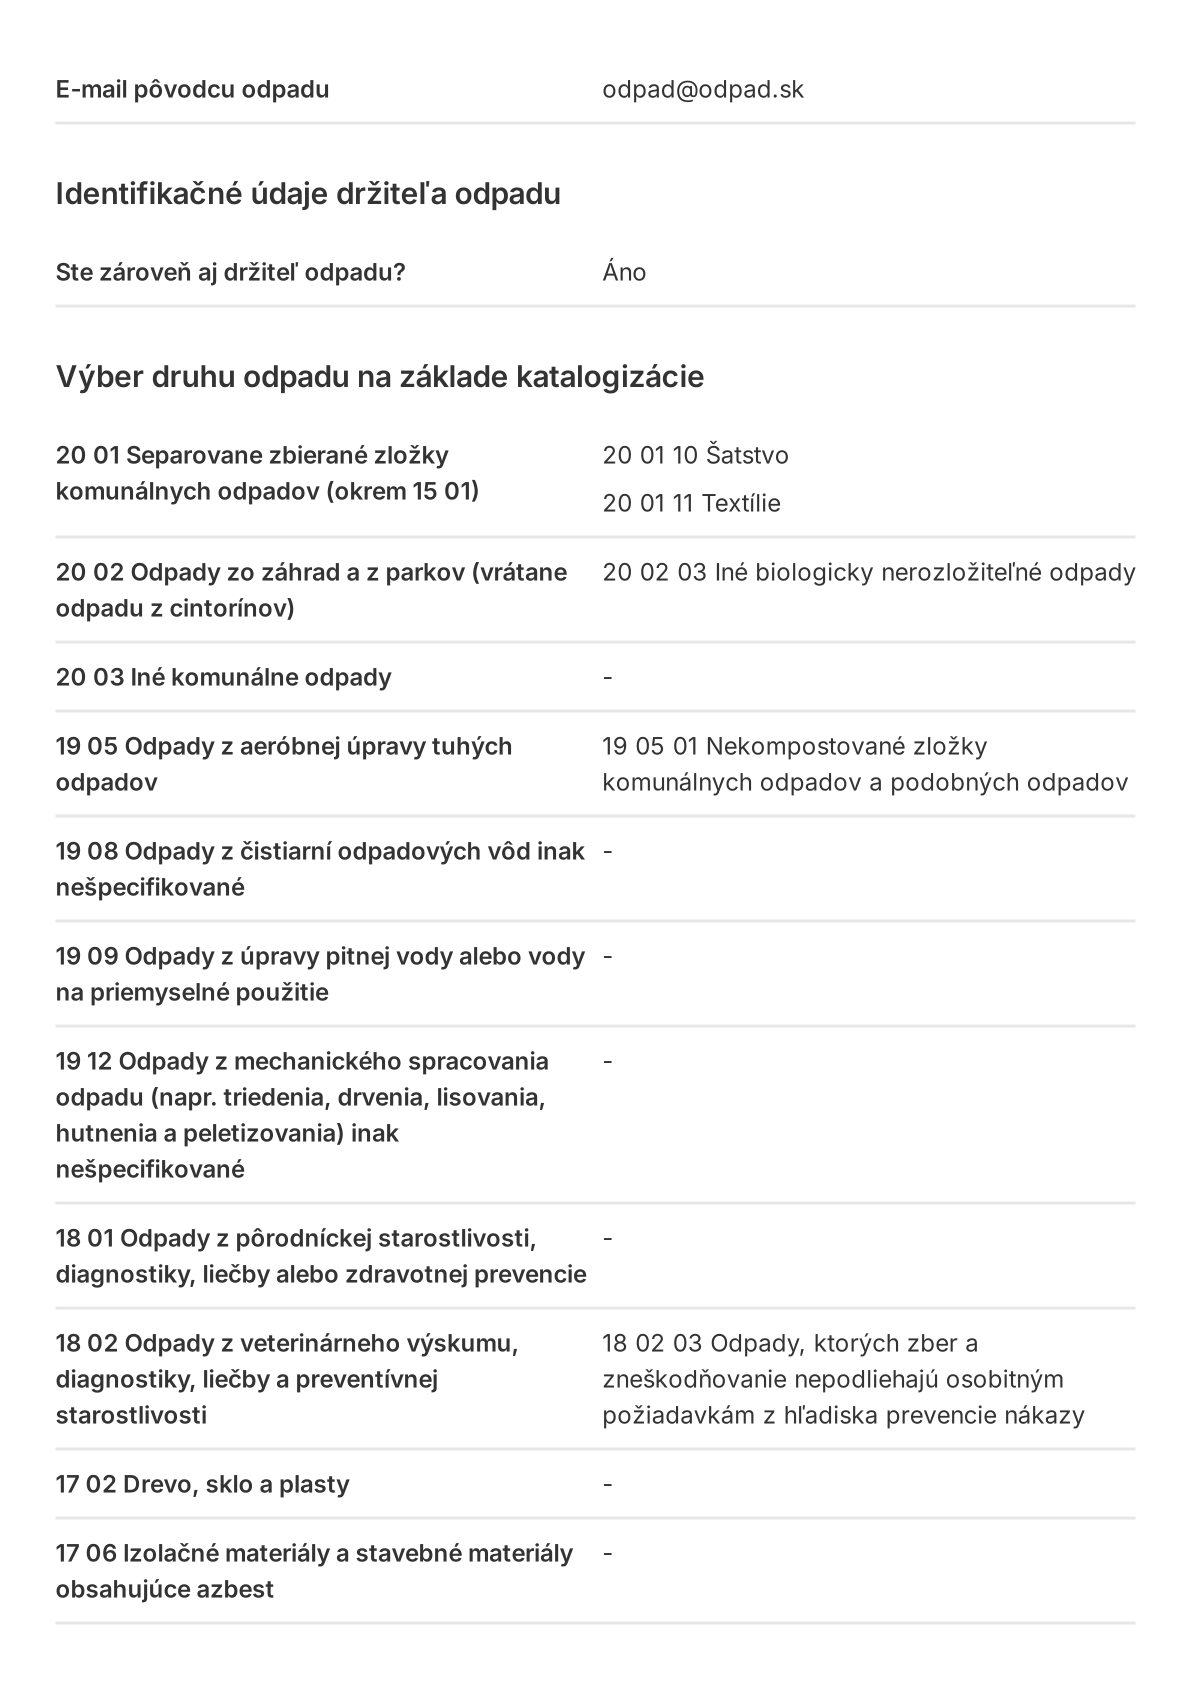 E-mail pôvodcu odpadu odpad@odpad.sk
Identifikačné údaje držiteľa odpadu
Ste zároveň aj držiteľ odpadu? Áno
Výber druhu odpadu na základe katalogizácie
20 01 Separovane zbierané zložky
komunálnych odpadov (okrem 15 01)
20 01 10 Šatstvo
20 01 11 Textílie
20 02 Odpady zo záhrad a z parkov (vrátane
odpadu z cintorínov)
20 02 03 Iné biologicky nerozložiteľné odpady
20 03 Iné komunálne odpady -
19 05 Odpady z aeróbnej úpravy tuhých
odpadov
19 05 01 Nekompostované zložky
komunálnych odpadov a podobných odpadov
19 08 Odpady z čistiarní odpadových vôd inak
nešpecifikované
-
19 09 Odpady z úpravy pitnej vody alebo vody
na priemyselné použitie
-
19 12 Odpady z mechanického spracovania
odpadu (napr. triedenia, drvenia, lisovania,
hutnenia a peletizovania) inak
nešpecifikované
-
18 01 Odpady z pôrodníckej starostlivosti,
diagnostiky, liečby alebo zdravotnej prevencie
-
18 02 Odpady z veterinárneho výskumu,
diagnostiky, liečby a preventívnej
starostlivosti
18 02 03 Odpady, ktorých zber a
zneškodňovanie nepodliehajú osobitným
požiadavkám z hľadiska prevencie nákazy
17 02 Drevo, sklo a plasty -
17 06 Izolačné materiály a stavebné materiály
obsahujúce azbest
-